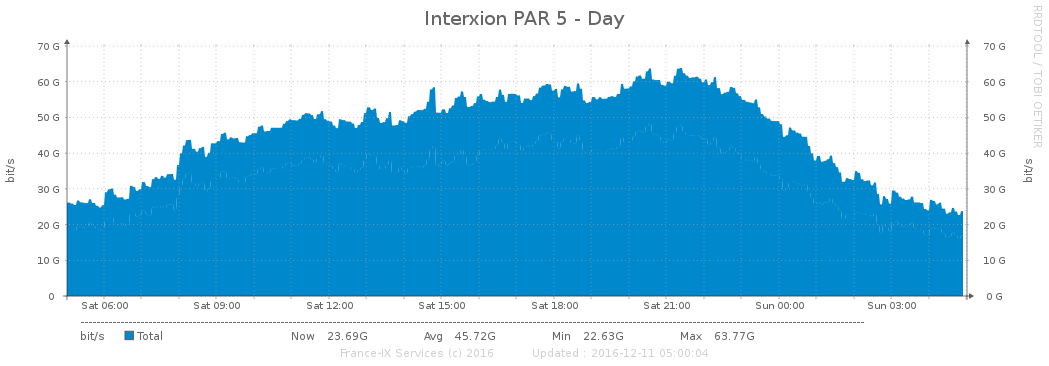 Interxion PAR 5 - Day
RRDTOOL / TOBI OETIKER
70 G 70 G
60 G 60 G
50 G 50 G
40 G 40 G
30 G 30 G
20 G 20 G
10 G 10 G
0 0 G
bit/s bit/s
Sat 06:00 Sat 09:00 Sat 12:00 Sat 15:00 Sat 18:00 Sat 21:00 Sun 00:00 Sun 03:00
bit/s Total Now 23.69G Avg 45.72G Min 22.63G Max 63.77G
France-IX Services (c) 2016 Updated : 2016-12-11 05:00:04